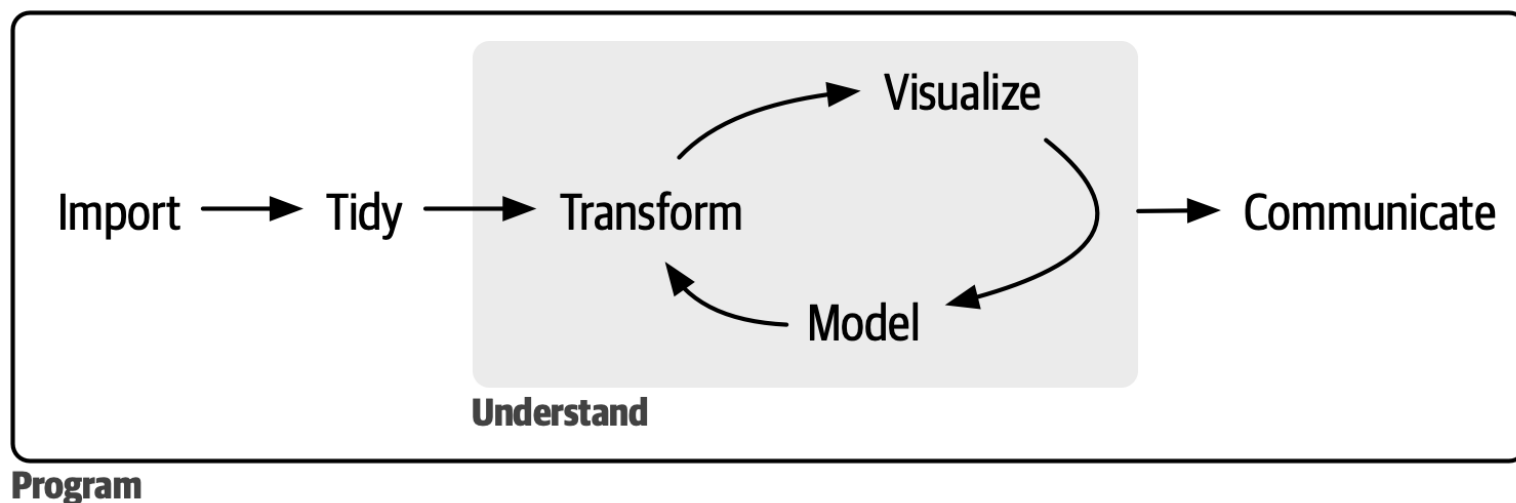 Visualize
Import
Tidy
Transform
Communicate
Model
Understand
Program